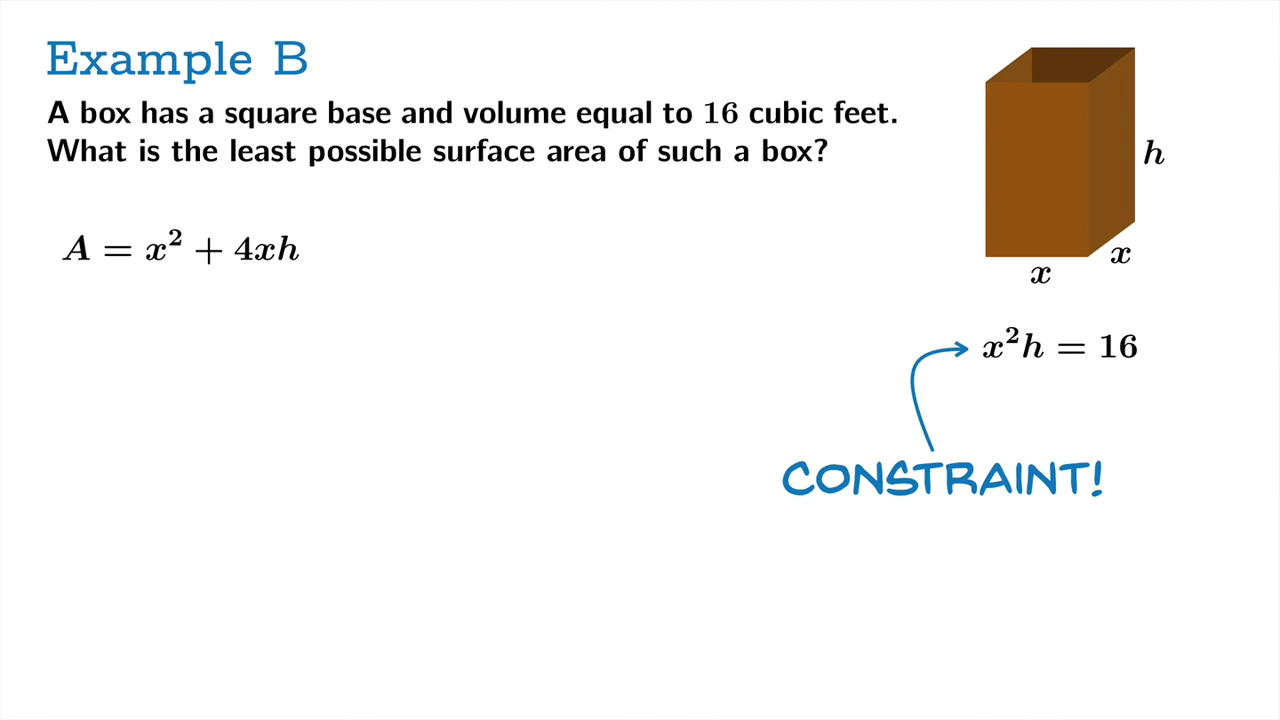 Example B
A box has a square base and volume equal to 16 cubic feet.
What is the least possible surface area of such a box?
A = x² + 4xh
h
x
x
x²h = 16
CONSTRAINT!